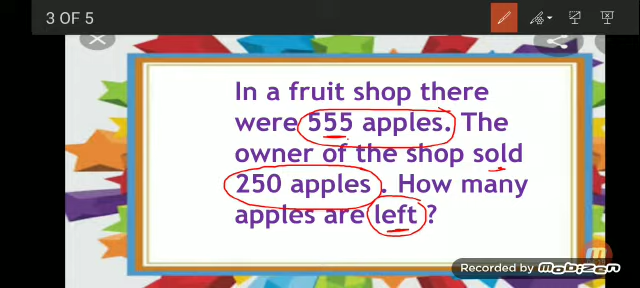 3 OF 5
In a fruit shop there
were 555 apples. The
owner of the shop sold
250 apples . How many
apples are left ?
Recorded by Mobizen